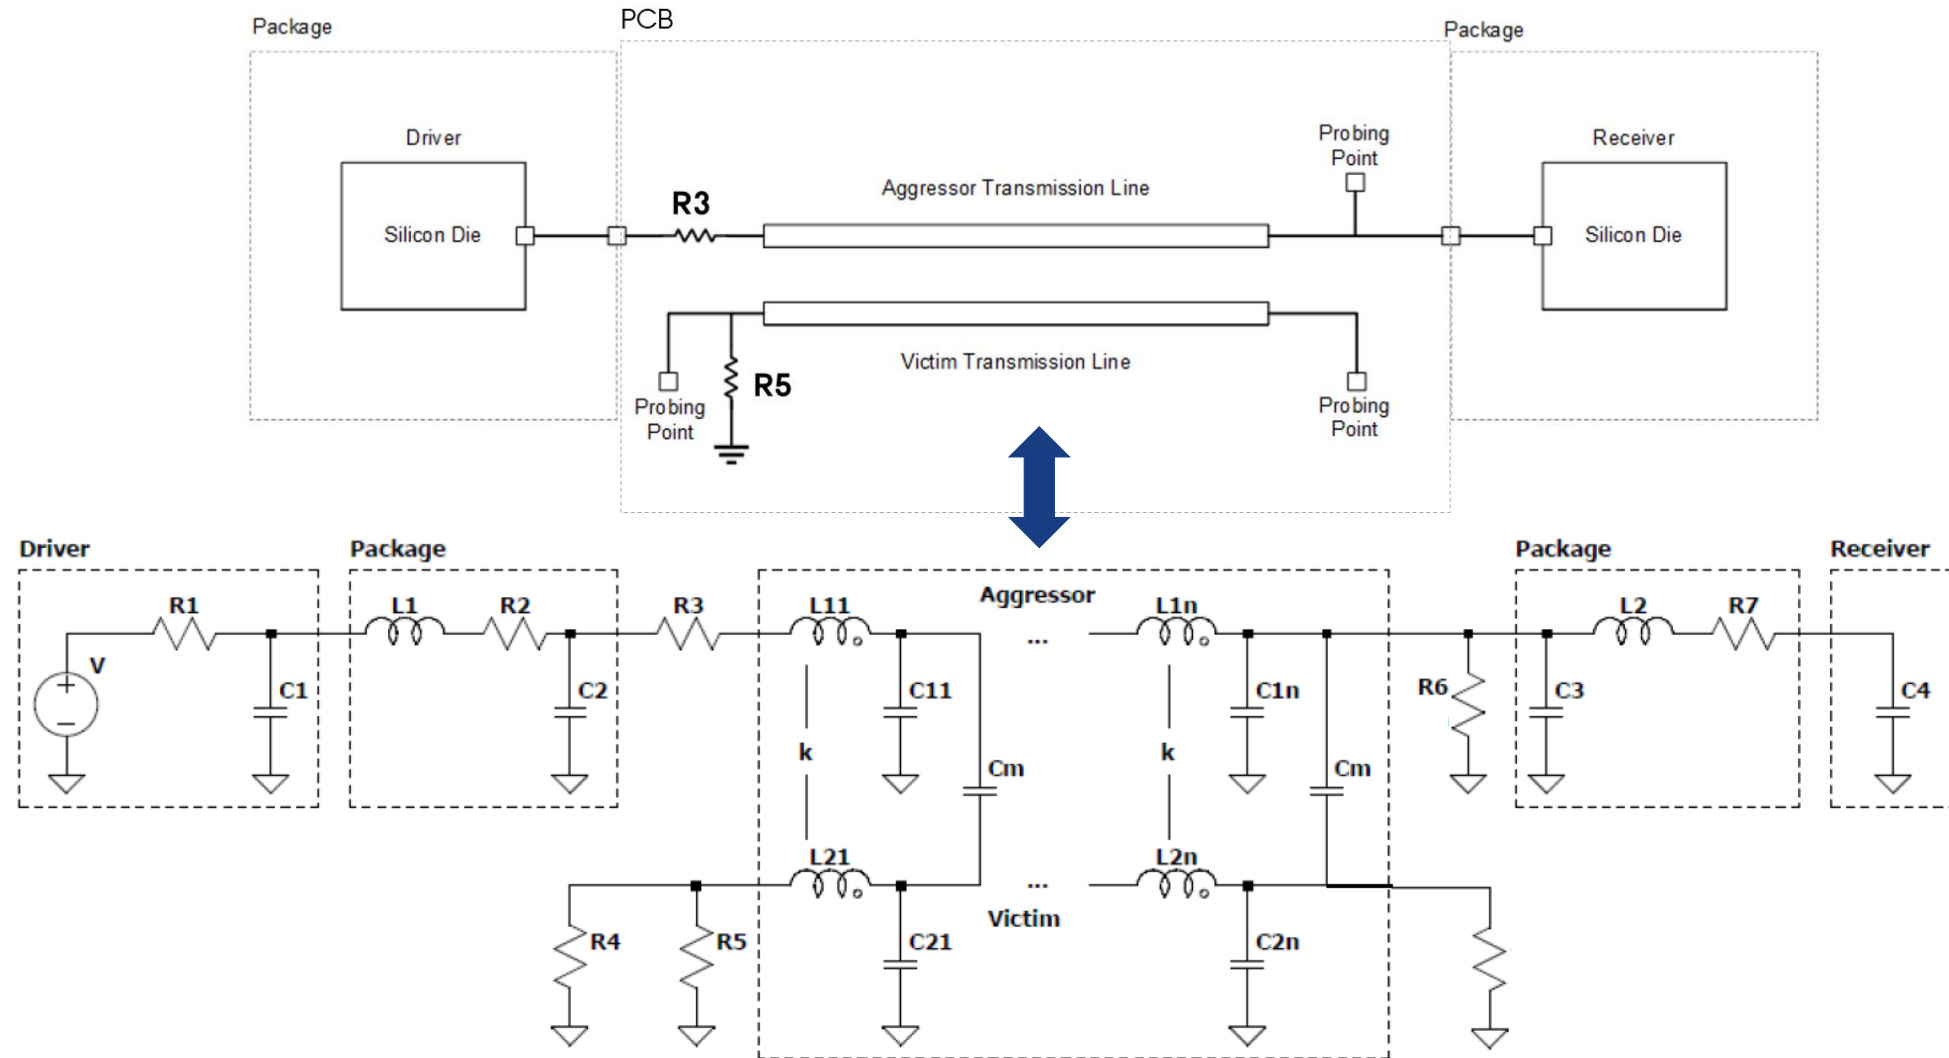 PCB
Package
Package
Driver
Probing
Point
Receiver
Aggressor Transmission Line
R3
Silicon Die
Silicon Die
Victim Transmission Line
R5
Probing
Point
Probing
Point
Driver
Package
Package
Receiver
R1
L1
R2
R3
L11
Aggressor
L1n
L2
R7
...
V
+
−
C1
C2
C11
C1n
R6
C3
C4
k
k
Cm
Cm
L21
L2n
...
Victim
R4
R5
C21
C2n